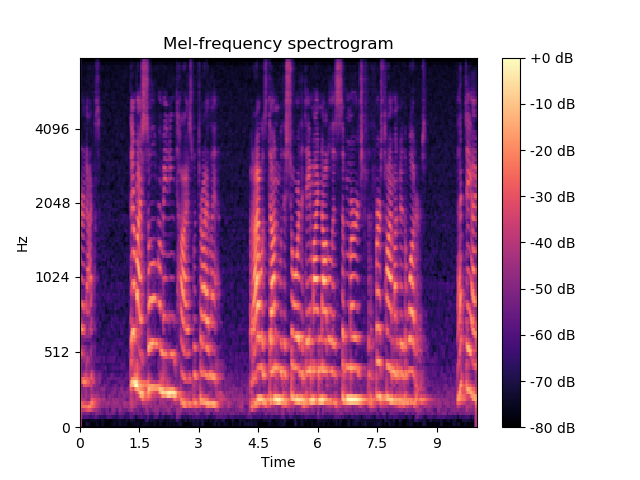 Mel-frequency spectrogram
Hz
4096
2048
1024
512
0
0 1.5 3 4.5 6 7.5 9
Time
+0 dB
-10 dB
-20 dB
-30 dB
-40 dB
-50 dB
-60 dB
-70 dB
-80 dB